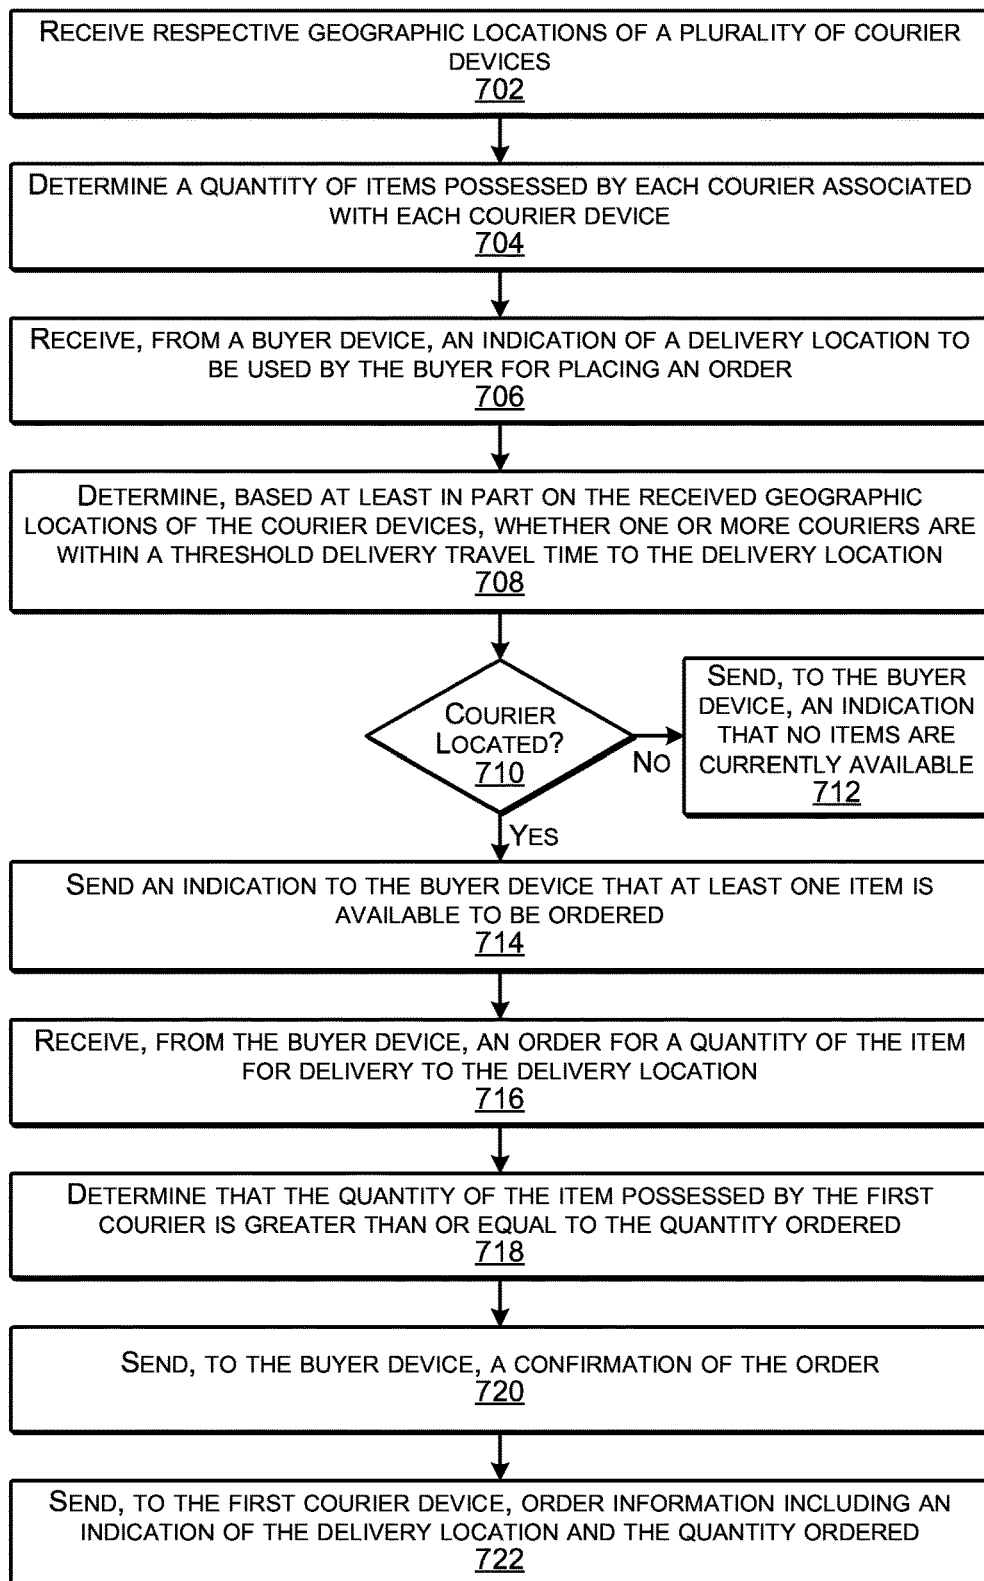 RECEIVE RESPECTIVE GEOGRAPHIC LOCATIONS OF A PLURALITY OF COURIER
DEVICES
702
DETERMINE A QUANTITY OF ITEMS POSSESSED BY EACH COURIER ASSOCIATED
WITH EACH COURIER DEVICE
704
RECEIVE, FROM A BUYER DEVICE, AN INDICATION OF A DELIVERY LOCATION TO
BE USED BY THE BUYER FOR PLACING AN ORDER
706
DETERMINE, BASED AT LEAST IN PART ON THE RECEIVED GEOGRAPHIC
LOCATIONS OF THE COURIER DEVICES, WHETHER ONE OR MORE COURIERS ARE
WITHIN A THRESHOLD DELIVERY TRAVEL TIME TO THE DELIVERY LOCATION
708
COURIER
LOCATED?
710
NO
SEND, TO THE BUYER
DEVICE, AN INDICATION
THAT NO ITEMS ARE
CURRENTLY AVAILABLE
712
YES
SEND AN INDICATION TO THE BUYER DEVICE THAT AT LEAST ONE ITEM IS
AVAILABLE TO BE ORDERED
714
RECEIVE, FROM THE BUYER DEVICE, AN ORDER FOR A QUANTITY OF THE ITEM
FOR DELIVERY TO THE DELIVERY LOCATION
716
DETERMINE THAT THE QUANTITY OF THE ITEM POSSESSED BY THE FIRST
COURIER IS GREATER THAN OR EQUAL TO THE QUANTITY ORDERED
718
SEND, TO THE BUYER DEVICE, A CONFIRMATION OF THE ORDER
720
SEND, TO THE FIRST COURIER DEVICE, ORDER INFORMATION INCLUDING AN
INDICATION OF THE DELIVERY LOCATION AND THE QUANTITY ORDERED
722